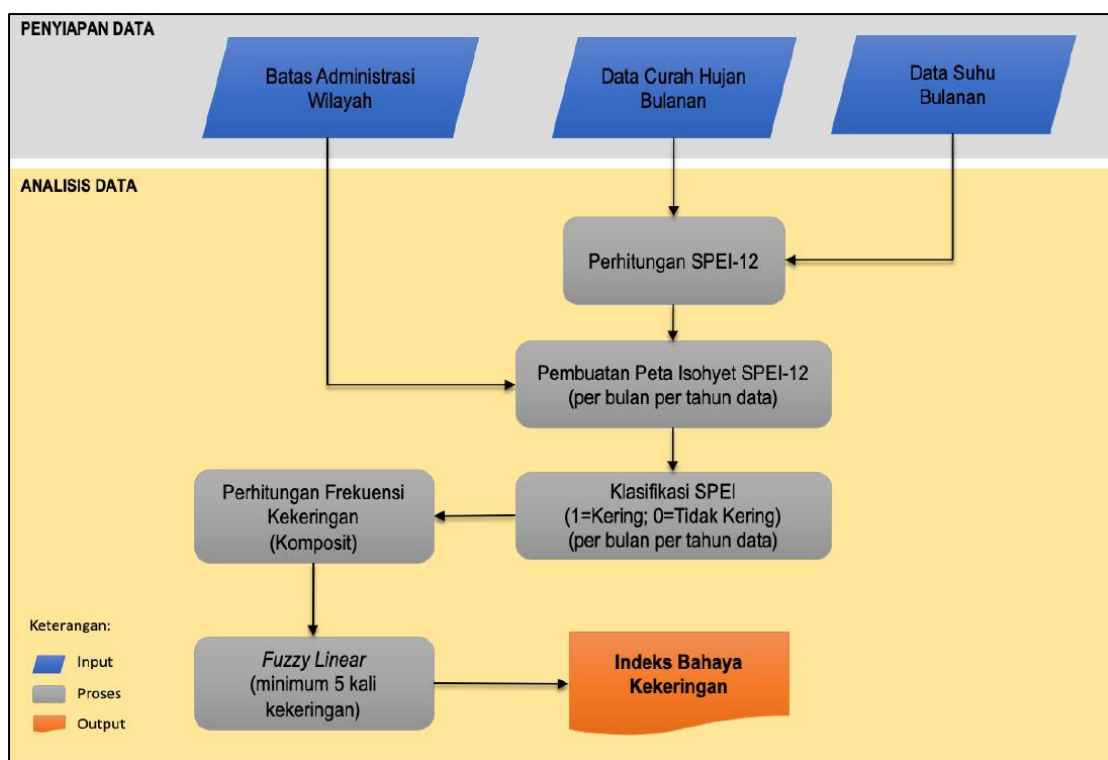 PENYIAPAN DATA
Batas Administrasi
Wilayah
Data Curah Hujan
Bulanan
Data Suhu
Bulanan
ANALISIS DATA
Perhitungan SPEI-12
Pembuatan Peta Isohyet SPEI-12
(per bulan per tahun data)
Klasifikasi SPEI
(1=Kering; 0=Tidak Kering)
(per bulan per tahun data)
Perhitungan Frekuensi
Kekeringan
(Komposit)
Fuzzy Linear
(minimum 5 kali
kekeringan)
Indeks Bahaya
Kekeringan
Keterangan:
Input
Proses
Output